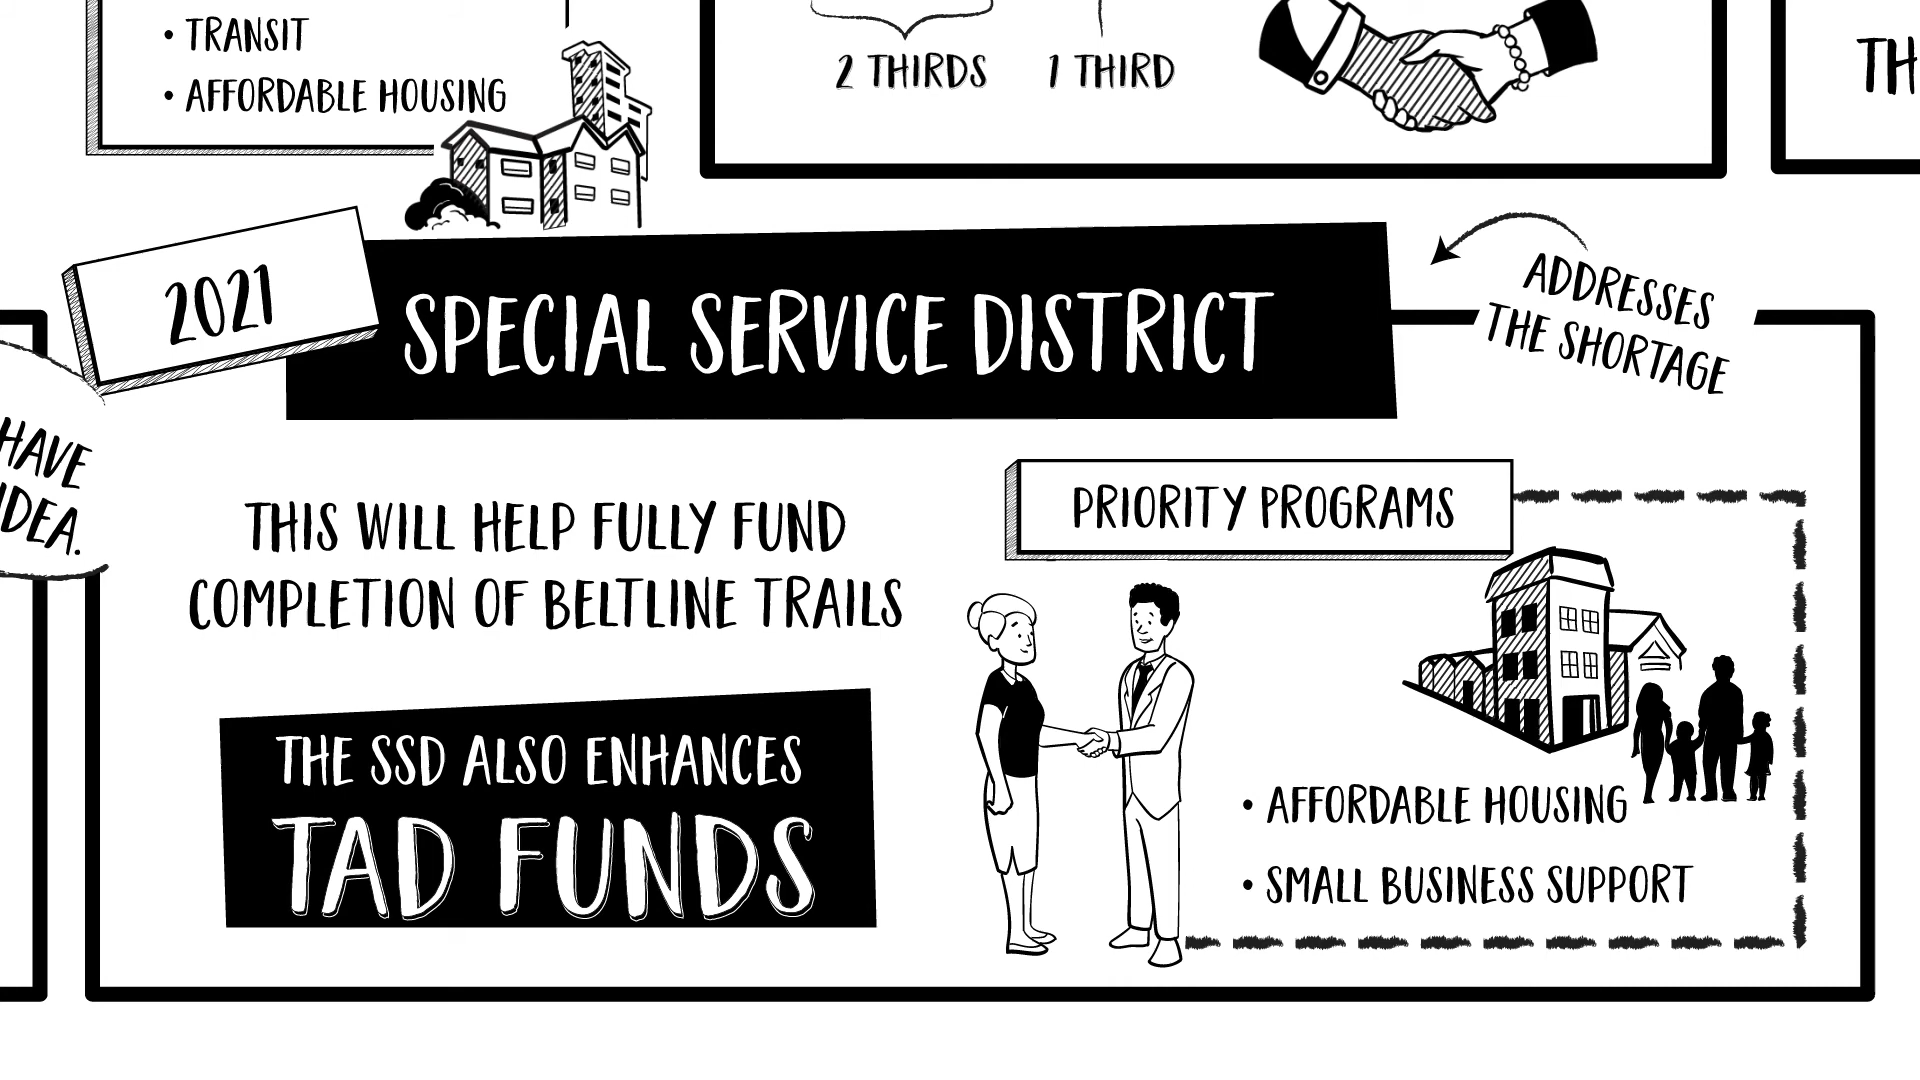 • TRANSIT
• AFFORDABLE HOUSING
2 THIRDS
1 THIRD
TH
2021
SPECIAL SERVICE DISTRICT
ADDRESSES
THE SHORTAGE
HAVE
IDEA.
THIS WILL HELP FULLY FUND
COMPLETION OF BELTLINE TRAILS
THE SSD ALSO ENHANCES
TAD FUNDS
PRIORITY PROGRAMS
• AFFORDABLE HOUSING
• SMALL BUSINESS SUPPORT